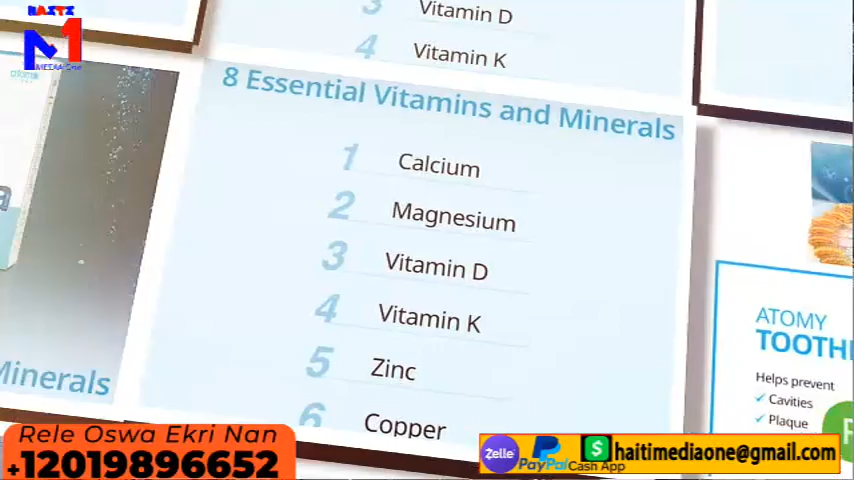 HAITI
M1
MEDIA One
3 Vitamin D
4 Vitamin K
8 Essential Vitamins and Minerals
1 Calcium
2 Magnesium
3 Vitamin D
4 Vitamin K
5 Zinc
6 Copper
Minerals
ATOMY
TOOTH
Helps prevent
✓ Cavities
✓ Plaque
Rele Oswa Ekri Nan
+12019896652
Zelle
PayPal
$ Cash App
haitimediaone@gmail.com